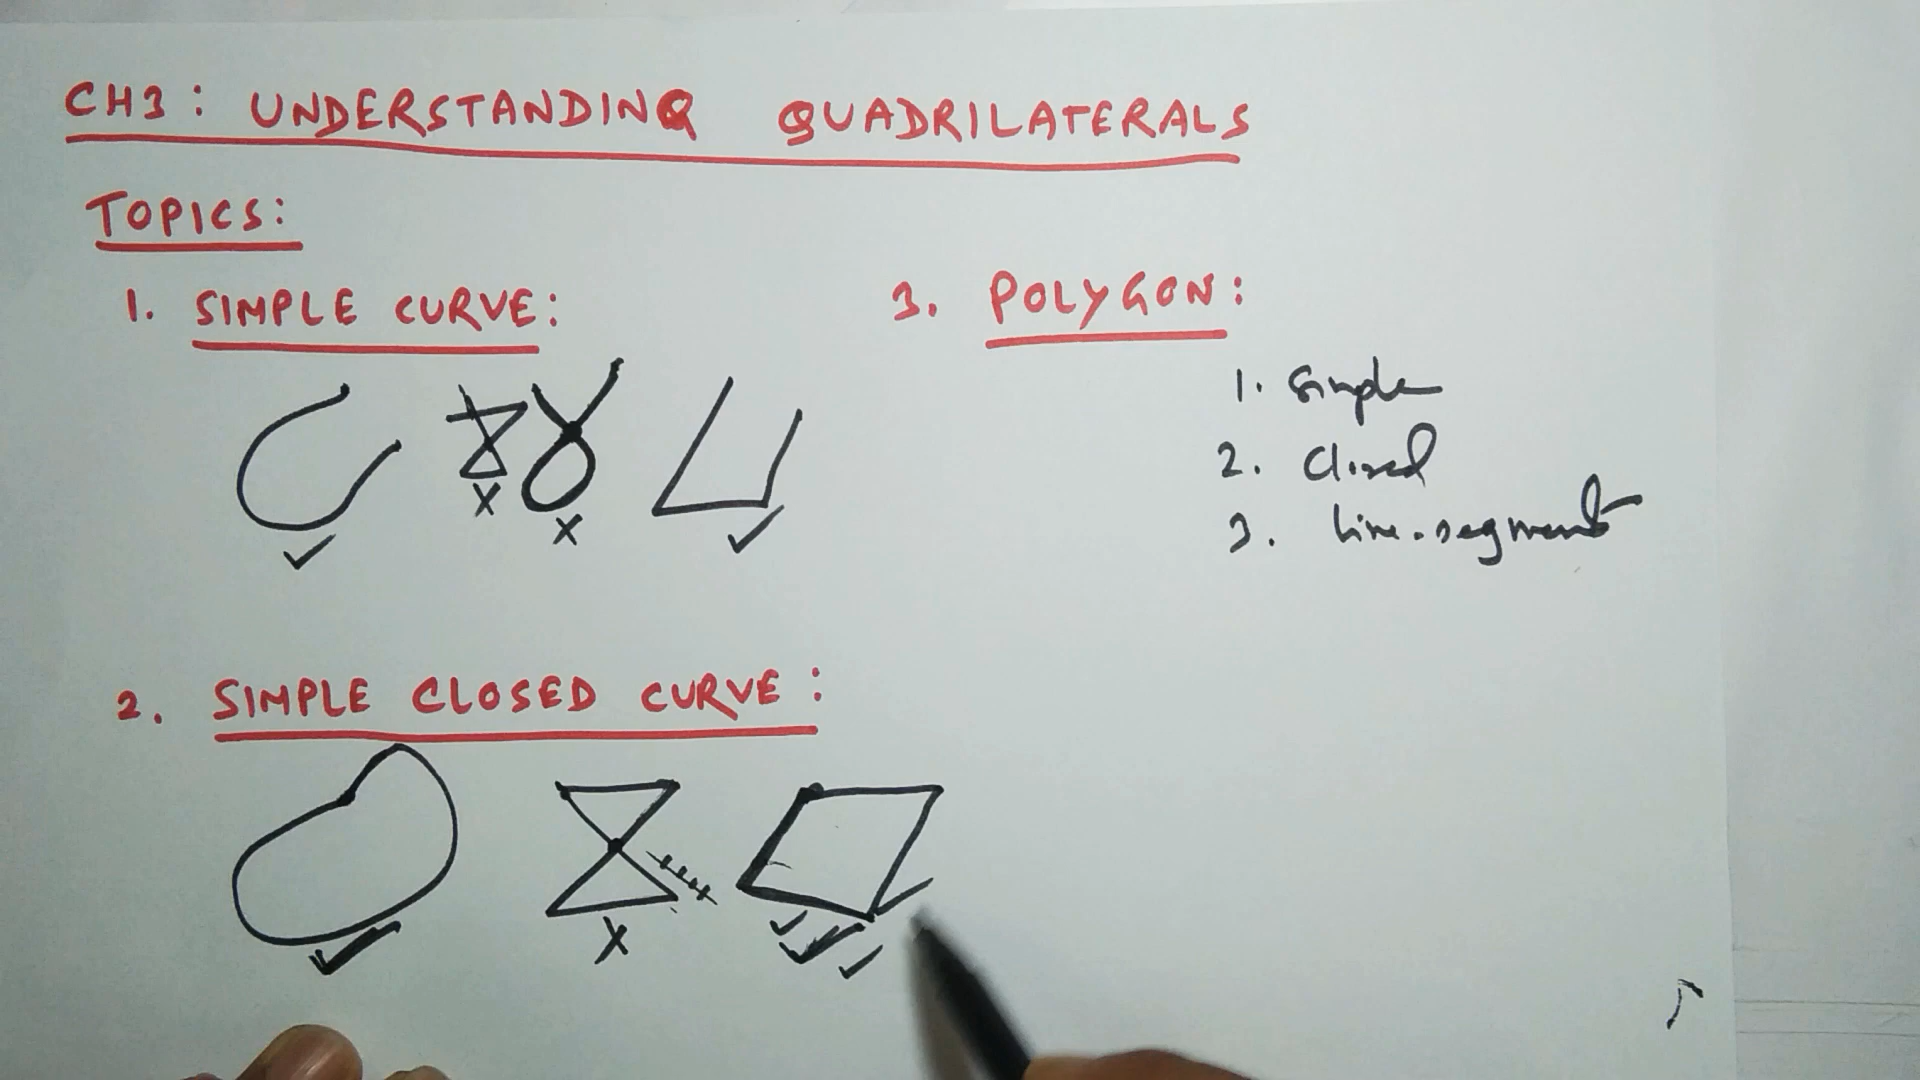 CH3: UNDERSTANDING QUADRILATERALS
TOPICS:
1. SIMPLE CURVE:
2. SIMPLE CLOSED CURVE:
3. POLYGON:
1. Simple
2. Closed
3. Line-segment